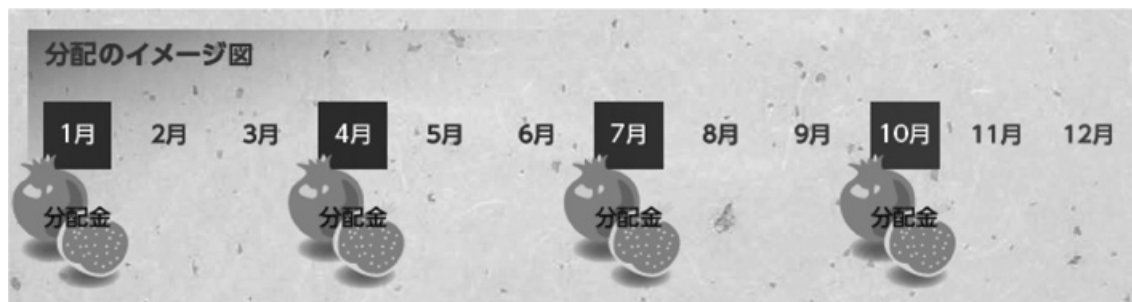 分配のイメージ図
1月 2月 3月 4月 5月 6月 7月 8月 9月 10月 11月 12月
分配金 分配金 分配金 分配金